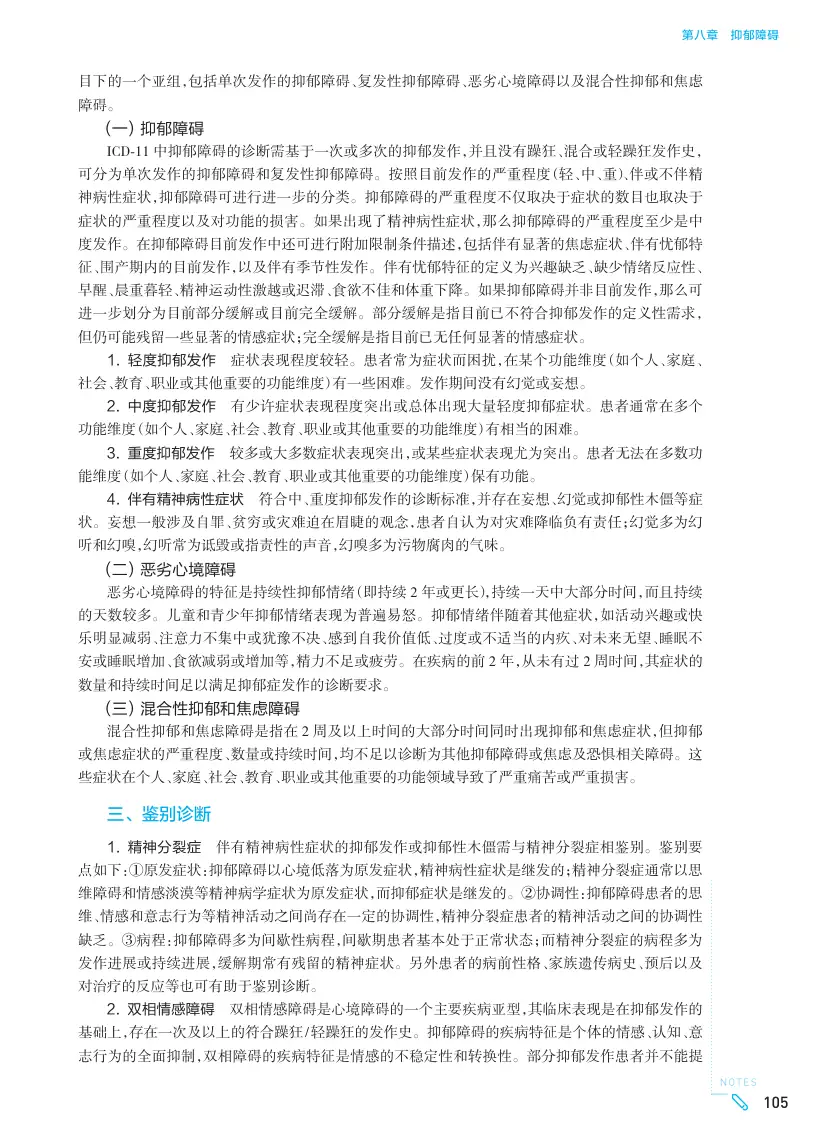 第八章 抑郁障碍
目下的一个亚组，包括单次发作的抑郁障碍、复发性抑郁障碍、恶劣心境障碍以及混合性抑郁和焦虑
障碍。
（一）抑郁障碍
ICD-11 中抑郁障碍的诊断需基于一次或多次的抑郁发作，并且没有躁狂、混合或轻躁狂发作史，
可分为单次发作的抑郁障碍和复发性抑郁障碍。按照目前发作的严重程度（轻、中、重）、伴或不伴精
神病性症状，抑郁障碍可进行进一步的分类。抑郁障碍的严重程度不仅取决于症状的数目也取决于
症状的严重程度以及对功能的损害。如果出现了精神病性症状，那么抑郁障碍的严重程度至少是中
度发作。在抑郁障碍目前发作中还可进行附加限制条件描述，包括伴有显著的焦虑症状、伴有忧郁特
征、围产期内的目前发作，以及伴有季节性发作。伴有忧郁特征的定义为兴趣缺乏、缺少情绪反应性、
早醒、晨重暮轻、精神运动性激越或迟滞、食欲不佳和体重下降。如果抑郁障碍并非目前发作，那么可
进一步划分为目前部分缓解或目前完全缓解。部分缓解是指目前已不符合抑郁发作的定义性需求，
但仍可能残留一些显著的情感症状；完全缓解是指目前已无任何显著的情感症状。
1. 轻度抑郁发作 症状表现程度较轻。患者常为症状而困扰，在某个功能维度（如个人、家庭、
社会、教育、职业或其他重要的功能维度）有一些困难。发作期间没有幻觉或妄想。
2. 中度抑郁发作 有少许症状表现程度突出或总体出现大量轻度抑郁症状。患者通常在多个
功能维度（如个人、家庭、社会、教育、职业或其他重要的功能维度）有相当的困难。
3. 重度抑郁发作 较多或大多数症状表现突出，或某些症状表现尤为突出。患者无法在多数功
能维度（如个人、家庭、社会、教育、职业或其他重要的功能维度）保有功能。
4. 伴有精神病性症状 符合中、重度抑郁发作的诊断标准，并存在妄想、幻觉或抑郁性木僵等症
状。妄想一般涉及自罪、贫穷或灾难迫在眉睫的观念，患者自认为对灾难降临负有责任；幻觉多为幻
听和幻嗅，幻听常为诋毁或指责性的声音，幻嗅多为污物腐肉的气味。
（二）恶劣心境障碍
恶劣心境障碍的特征是持续性抑郁情绪（即持续 2 年或更长），持续一天中大部分时间，而且持续
的天数较多。儿童和青少年抑郁情绪表现为普遍易怒。抑郁情绪伴随着其他症状，如活动兴趣或快
乐明显减弱、注意力不集中或犹豫不决、感到自我价值低、过度或不适当的内疚、对未来无望、睡眠不
安或睡眠增加、食欲减弱或增加等，精力不足或疲劳。在疾病的前 2 年，从未有过 2 周时间，其症状的
数量和持续时间足以满足抑郁症发作的诊断要求。
（三）混合性抑郁和焦虑障碍
混合性抑郁和焦虑障碍是指在 2 周及以上时间的大部分时间同时出现抑郁和焦虑症状，但抑郁
或焦虑症状的严重程度、数量或持续时间，均不足以诊断为其他抑郁障碍或焦虑及恐惧相关障碍。这
些症状在个人、家庭、社会、教育、职业或其他重要的功能领域导致了严重痛苦或严重损害。
三、鉴别诊断
1. 精神分裂症 伴有精神病性症状的抑郁发作或抑郁性木僵需与精神分裂症相鉴别。鉴别要
点如下：①原发症状：抑郁障碍以心境低落为原发症状，精神病性症状是继发的；精神分裂症通常以思
维障碍和情感淡漠等精神病学症状为原发症状，而抑郁症状是继发的。②协调性：抑郁障碍患者的思
维、情感和意志行为等精神活动之间尚存在一定的协调性，精神分裂症患者的精神活动之间的协调性
缺乏。③病程：抑郁障碍多为间歇性病程，间歇期患者基本处于正常状态；而精神分裂症的病程多为
发作进展或持续进展，缓解期常有残留的精神症状。另外患者的病前性格、家族遗传病史、预后以及
对治疗的反应等也可有助于鉴别诊断。
2. 双相情感障碍 双相情感障碍是心境障碍的一个主要疾病亚型，其临床表现是在抑郁发作的
基础上，存在一次及以上的符合躁狂/轻躁狂的发作史。抑郁障碍的疾病特征是个体的情感、认知、意
志行为的全面抑制，双相障碍的疾病特征是情感的不稳定性和转换性。部分抑郁发作患者并不能提
NOTES
105